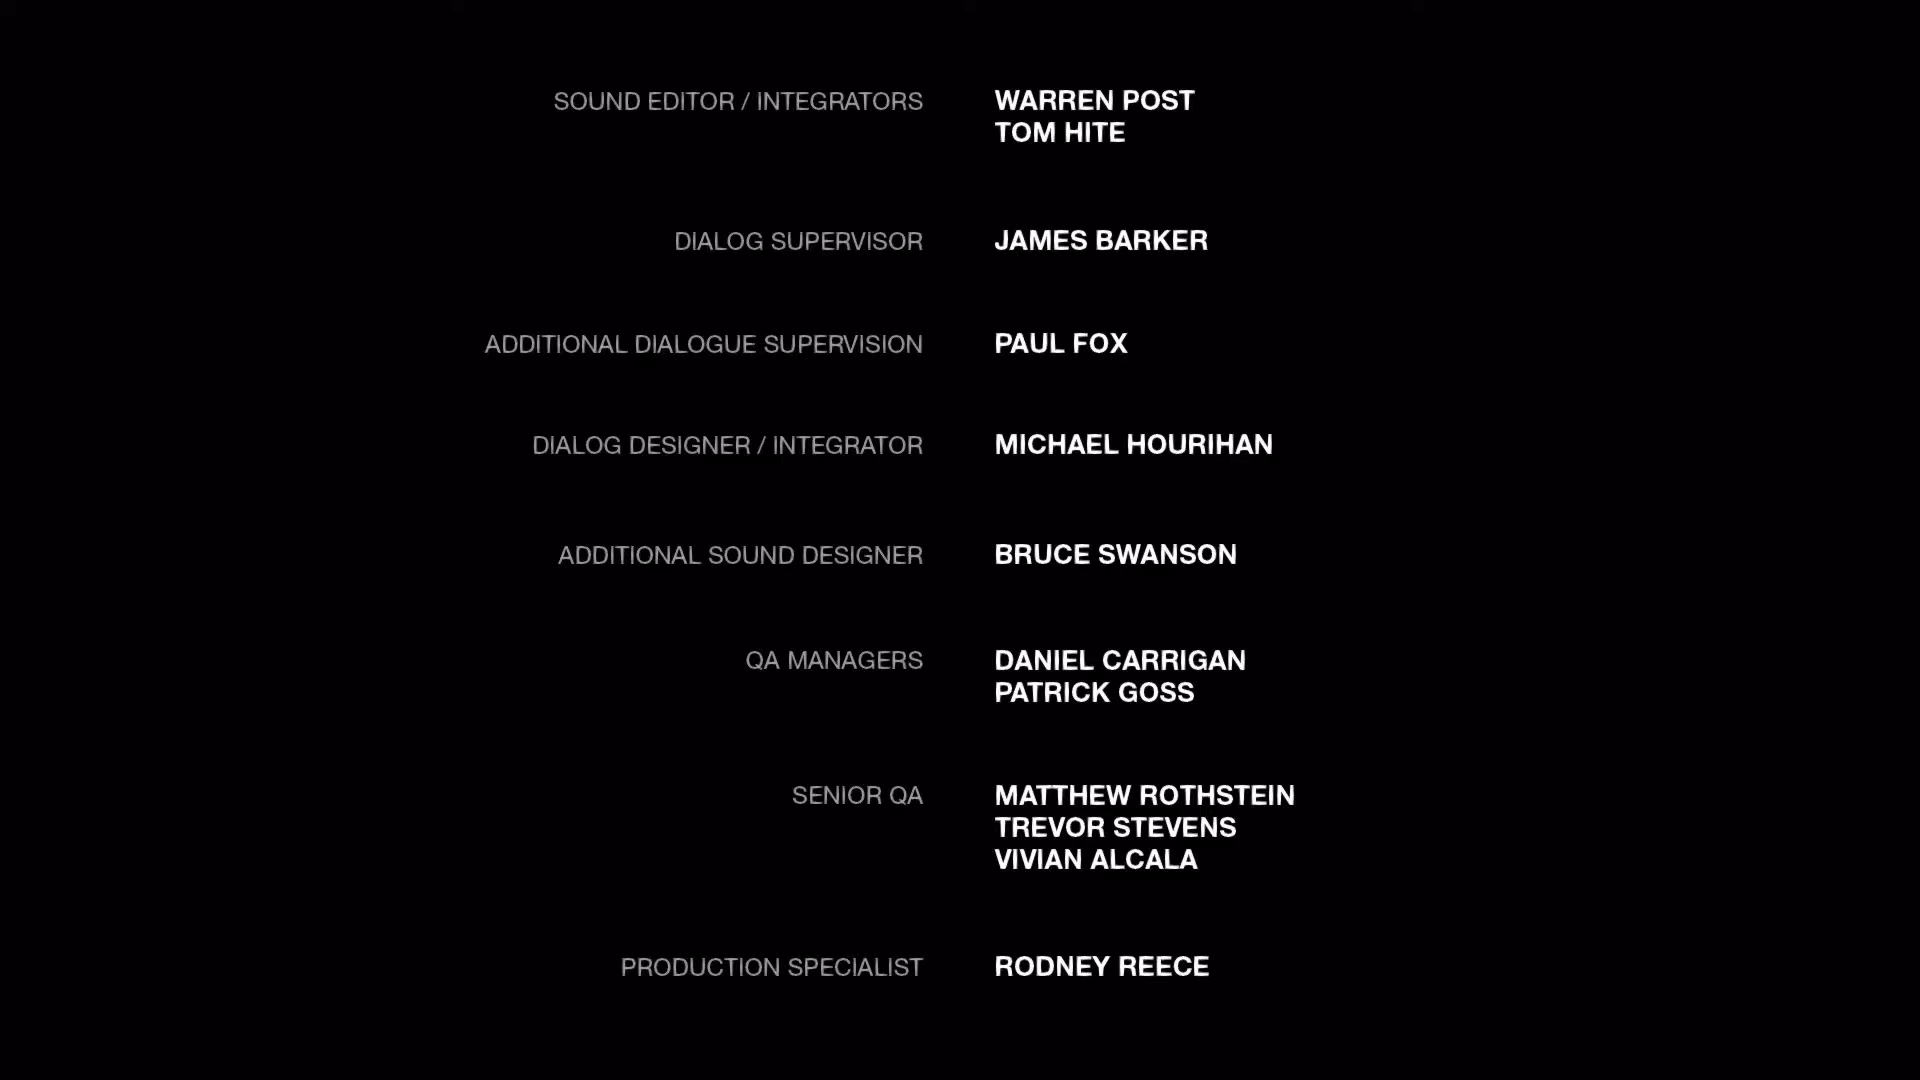 SOUND EDITOR / INTEGRATORS WARREN POST
TOM HITE
DIALOG SUPERVISOR JAMES BARKER
ADDITIONAL DIALOGUE SUPERVISION PAUL FOX
DIALOG DESIGNER / INTEGRATOR MICHAEL HOURIHAN
ADDITIONAL SOUND DESIGNER BRUCE SWANSON
QA MANAGERS DANIEL CARRIGAN
PATRICK GOSS
SENIOR QA MATTHEW ROTHSTEIN
TREVOR STEVENS
VIVIAN ALCALA
PRODUCTION SPECIALIST RODNEY REECE